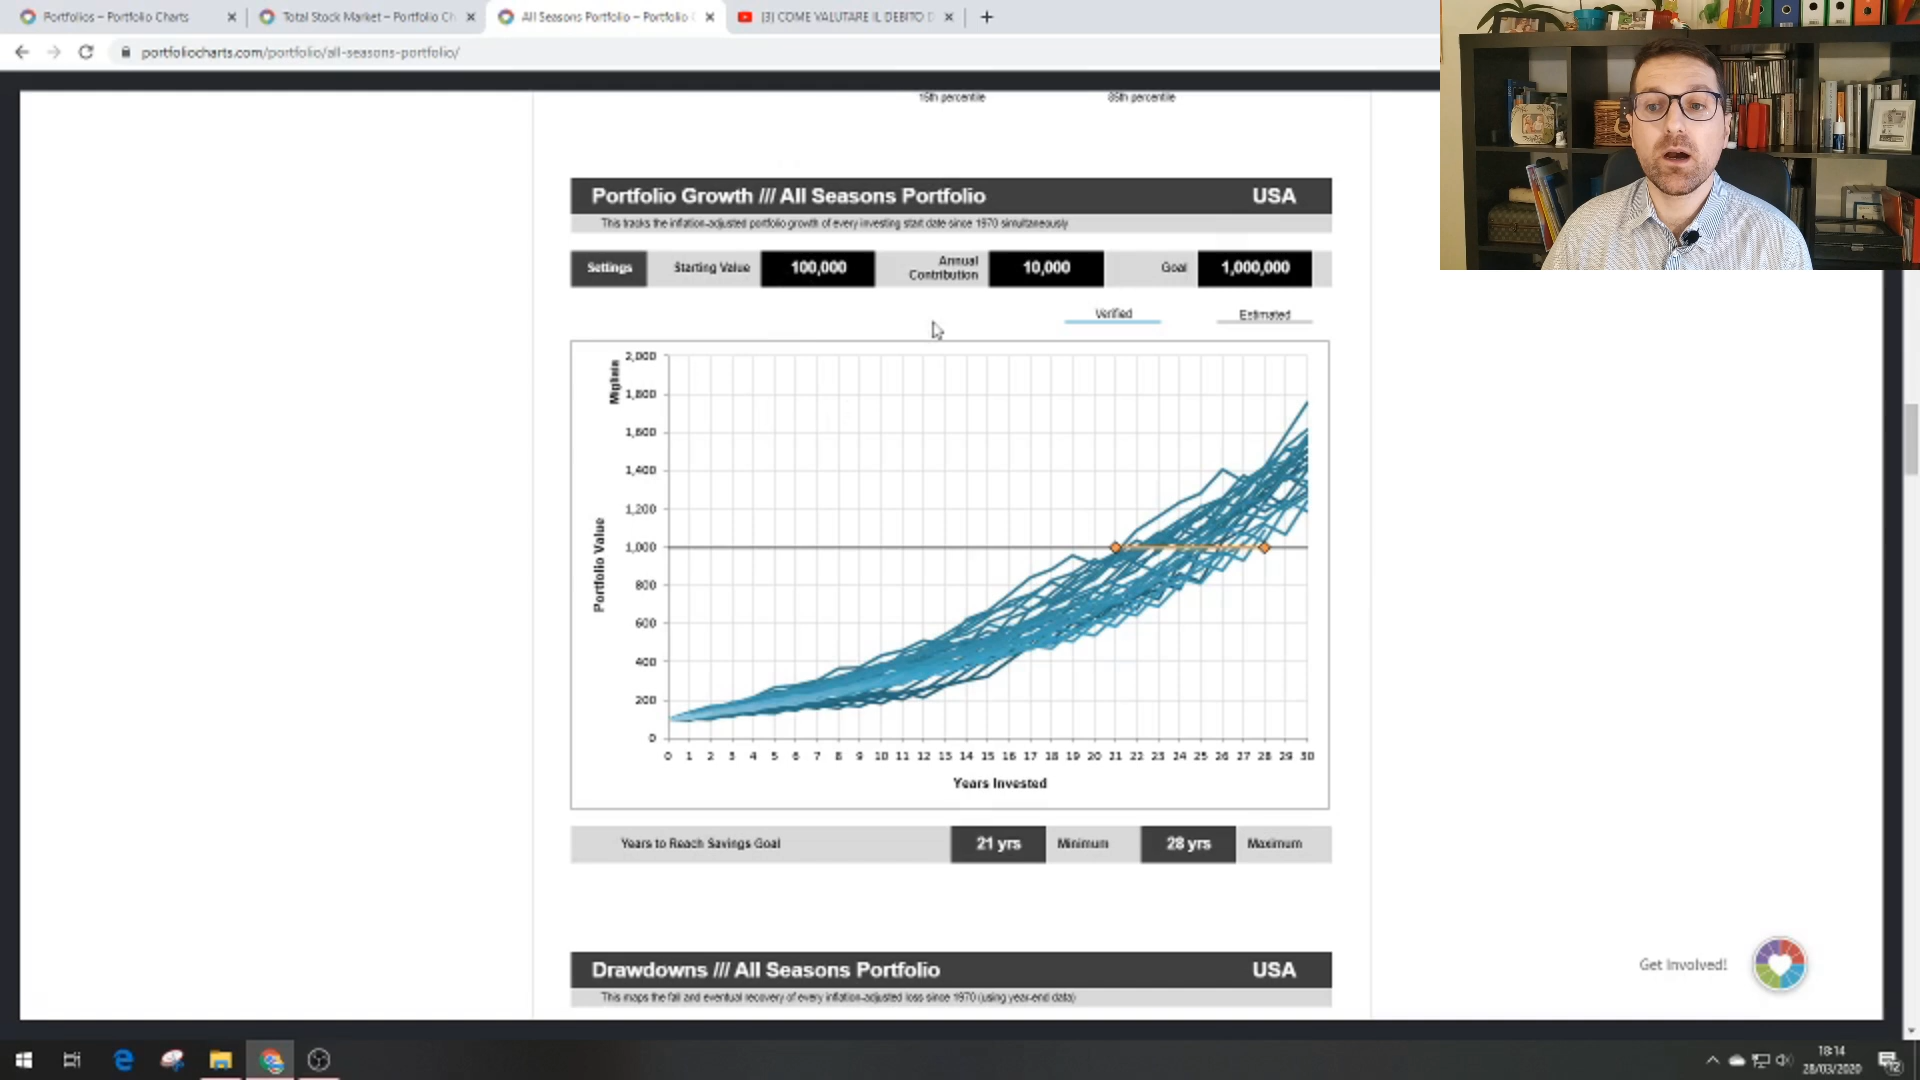 Portfolios – Portfolio Charts
Total Stock Market – Portfolio Ch
All Seasons Portfolio – Portfolio C
(3) COME VALUTARE IL DEBITO D
portfoliocharts.com/portfolio/all-seasons-portfolio/
15th percentile 85th percentile
Portfolio Growth /// All Seasons Portfolio USA
This tracks the inflation-adjusted portfolio growth of every investing start date since 1970 simultaneously
Settings Starting Value 100,000 Annual Contribution 10,000 Goal 1,000,000
Verified Estimated
Migliaia
Portfolio Value
2,000
1,800
1,600
1,400
1,200
1,000
800
600
400
200
0
0 1 2 3 4 5 6 7 8 9 10 11 12 13 14 15 16 17 18 19 20 21 22 23 24 25 26 27 28 29 30
Years Invested
Years to Reach Savings Goal 21 yrs Minimum 28 yrs Maximum
Drawdowns /// All Seasons Portfolio USA
This maps the fall and eventual recovery of every inflation-adjusted loss since 1970 (using year-end data)
Get Involved!
18:14
28/03/2020
12